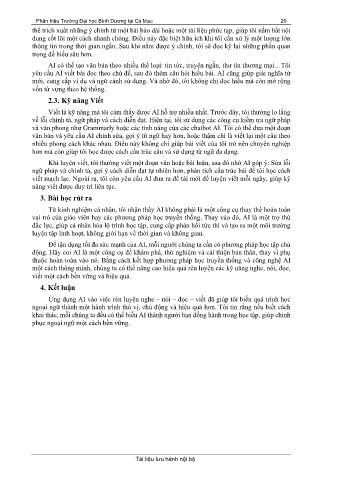 Phân hiệu Trường Đại học Bình Dương tại Cà Mau 20
thể trích xuất những ý chính từ một bài báo dài hoặc một tài liệu phức tạp, giúp tôi nắm bắt nội
dung cốt lõi một cách nhanh chóng. Điều này đặc biệt hữu ích khi tôi cần xử lý một lượng lớn
thông tin trong thời gian ngắn. Sau khi nắm được ý chính, tôi sẽ đọc kỹ lại những phần quan
trọng để hiểu sâu hơn.
AI có thể tạo văn bản theo nhiều thể loại: tin tức, truyện ngắn, thư tín thương mại…Tôi
yêu cầu AI viết bài đọc theo chủ đề, sau đó thêm câu hỏi hiểu bài. AI cũng giúp giải nghĩa từ
mới, cung cấp ví dụ và ngữ cảnh sử dụng. Và nhờ đó, tôi không chỉ đọc hiểu mà còn mở rộng
vốn từ vựng theo hệ thống.
2.3. Kỹ năng Viết
Viết là kỹ năng mà tôi cảm thấy được AI hỗ trợ nhiều nhất. Trước đây, tôi thường lo lắng
về lỗi chính tả, ngữ pháp và cách diễn đạt. Hiện tại, tôi sử dụng các công cụ kiểm tra ngữ pháp
và văn phong như Grammarly hoặc các tính năng của các chatbot AI. Tôi có thể đưa một đoạn
văn bản và yêu cầu AI chỉnh sửa, gợi ý từ ngữ hay hơn, hoặc thậm chí là viết lại một câu theo
nhiều phong cách khác nhau. Điều này không chỉ giúp bài viết của tôi trở nên chuyên nghiệp
hơn mà còn giúp tôi học được cách cấu trúc câu và sử dụng từ ngữ đa dạng.
Khi luyện viết, tôi thường viết một đoạn văn hoặc bài luận, sau đó nhờ AI góp ý: Sửa lỗi
ngữ pháp và chính tả, gợi ý cách diễn đạt tự nhiên hơn, phân tích cấu trúc bài để tôi học cách
viết mạch lạc. Ngoài ra, tôi còn yêu cầu AI đưa ra đề tài mới để luyện viết mỗi ngày, giúp kỹ
năng viết được duy trì liên tục.
3. Bài học rút ra
Từ kinh nghiệm cá nhân, tôi nhận thấy AI không phải là một công cụ thay thế hoàn toàn
vai trò của giáo viên hay các phương pháp học truyền thống. Thay vào đó, AI là một trợ thủ
đắc lực, giúp cá nhân hóa lộ trình học tập, cung cấp phản hồi tức thì và tạo ra một môi trường
luyện tập linh hoạt, không giới hạn về thời gian và không gian.
Để tận dụng tối đa sức mạnh của AI, mỗi người chúng ta cần có phương pháp học tập chủ
động. Hãy coi AI là một công cụ để khám phá, thử nghiệm và cải thiện bản thân, thay vì phụ
thuộc hoàn toàn vào nó. Bằng cách kết hợp phương pháp học truyền thống và công nghệ AI
một cách thông minh, chúng ta có thể nâng cao hiệu quả rèn luyện các kỹ năng nghe, nói, đọc,
viết một cách bền vững và hiệu quả.
4. Kết luận
Ứng dụng AI vào việc rèn luyện nghe – nói – đọc – viết đã giúp tôi biến quá trình học
ngoại ngữ thành một hành trình thú vị, chủ động và hiệu quả hơn. Tôi tin rằng nếu biết cách
khai thác, mỗi chúng ta đều có thể biến AI thành người bạn đồng hành trong học tập, giúp chinh
phục ngoại ngữ một cách bền vững.
Tài liệu lưu hành nội bộ